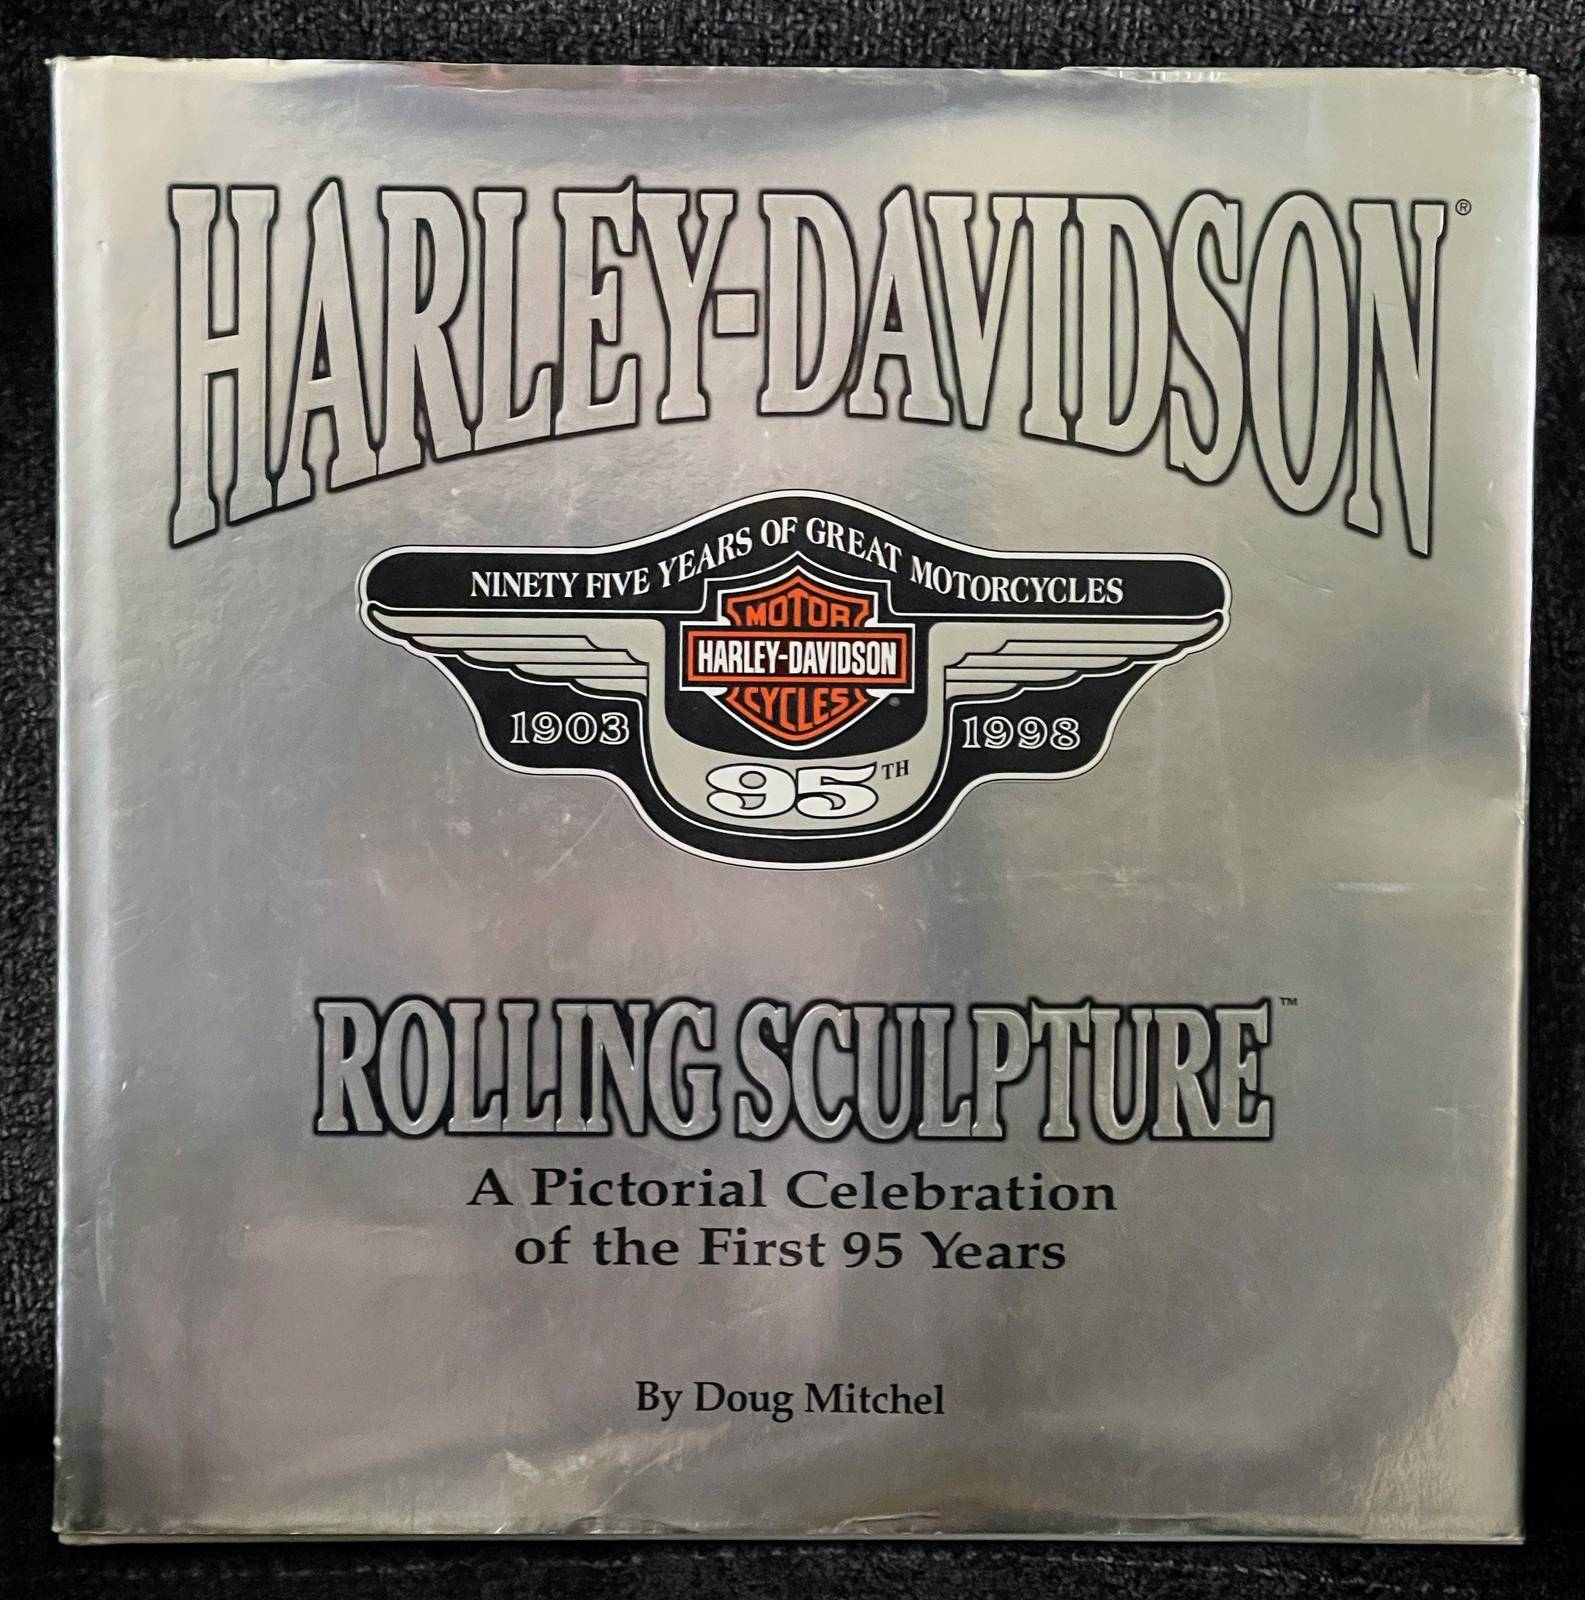 HARLEY-DAVIDSON®
NINETY FIVE YEARS OF GREAT MOTORCYCLES
MOTOR
HARLEY-DAVIDSON
CYCLES
1903
1998
95TH
ROLLING SCULPTURE™
A Pictorial Celebration
of the First 95 Years
By Doug Mitchel